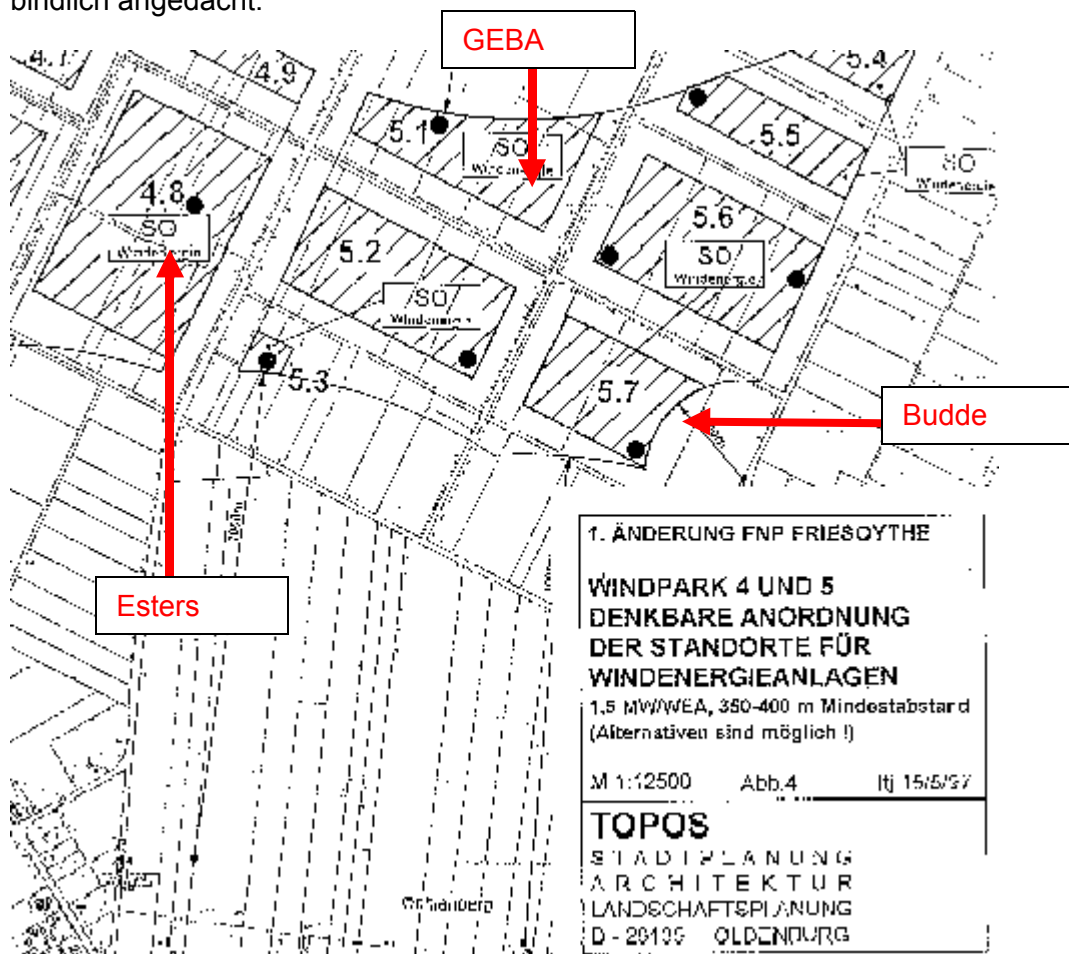 bindlich angedacht.
GEBA
4.9
5.4
5.1
SO
5.5
SO
4.8
SO
5.6
SO
5.2
SO
5.3
5.7
Budde
Esters
1. ÄNDERUNG FNP FRIESOYTHE
WINDPARK 4 UND 5
DENKBARE ANORDNUNG
DER STANDORTE FÜR
WINDENERGIEANLAGEN
1,5 MW/WEA, 350-400 m Mindestabstand
(Alternativen sind möglich !)
M 1:12500 Abb.4
TOPOS
STADTPLANUNG
ARCHITEKTUR
LANDSCHAFTSPLANUNG
OLDENBURG